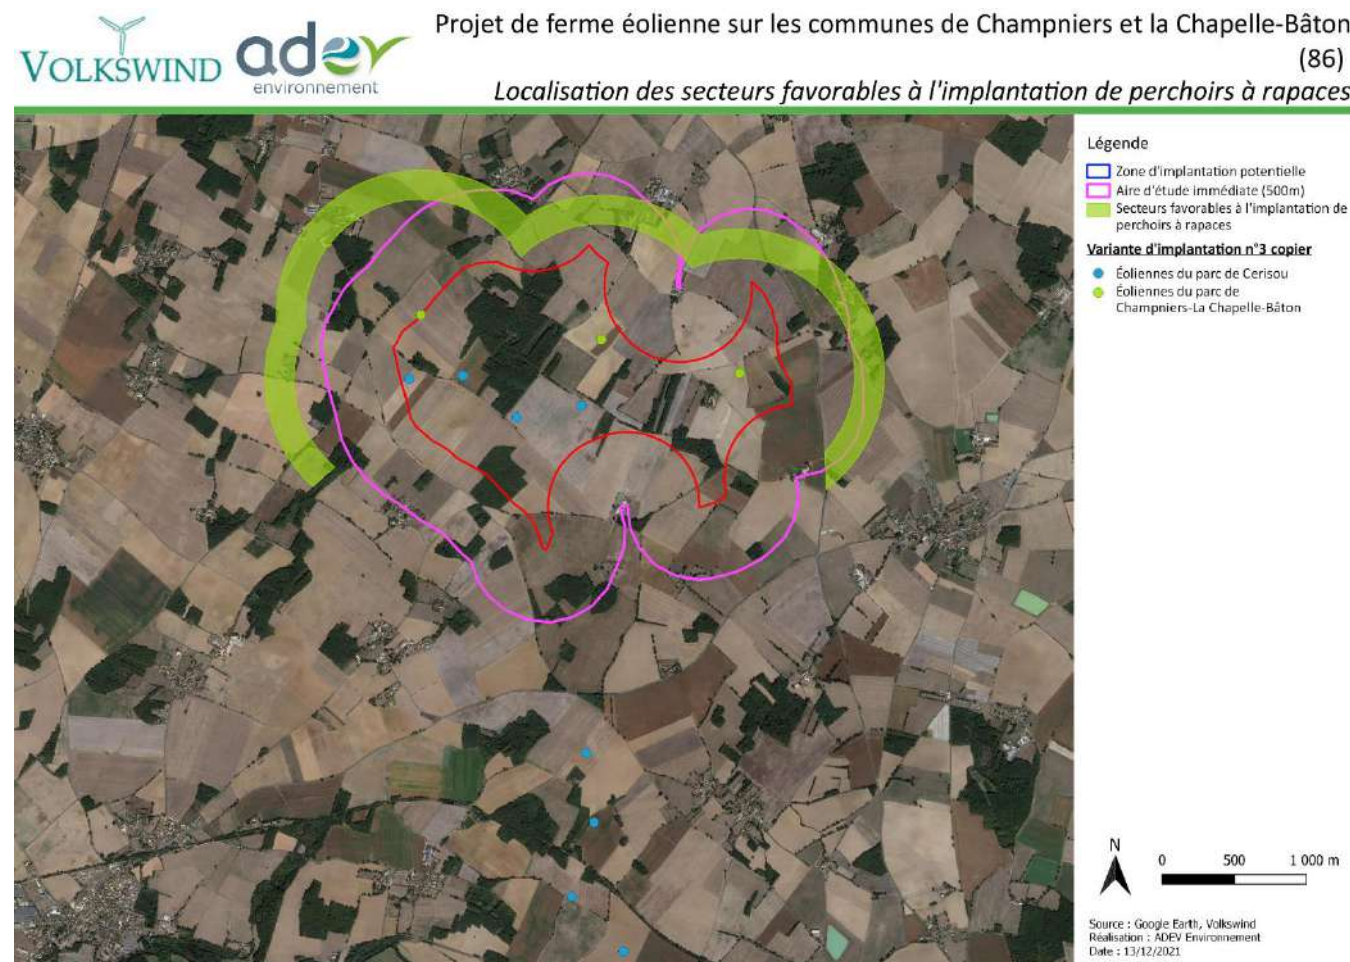 VOLKSWIND
adev
environnement
Projet de ferme éolienne sur les communes de Champniers et la Chapelle-Bâton
(86)
Localisation des secteurs favorables à l'implantation de perchoirs à rapaces
Légende
Zone d'implantation potentielle
Aire d'étude immédiate (500m)
Secteurs favorables à l'implantation de
perchoirs à rapaces
Variante d'implantation n°3 copier
Éoliennes du parc de Cerisou
Éoliennes du parc de
Champniers-La Chapelle-Bâton
N
0 500 1 000 m
Source : Google Earth, Volkswind
Réalisation : ADEV Environnement
Date : 13/12/2021